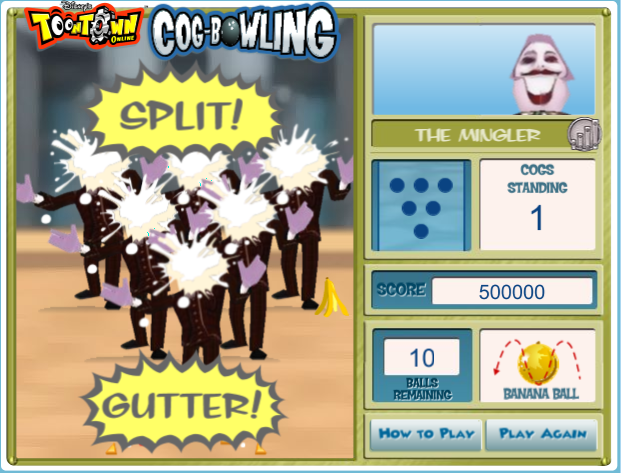 Disney's
TOONTOWN
ONLINE
COG-BOWLING
SPLIT!
THE MINGLER
COGS
STANDING
1
SCORE 500000
10
BALLS
REMAINING
BANANA BALL
GUTTER!
HOW TO PLAY
PLAY AGAIN